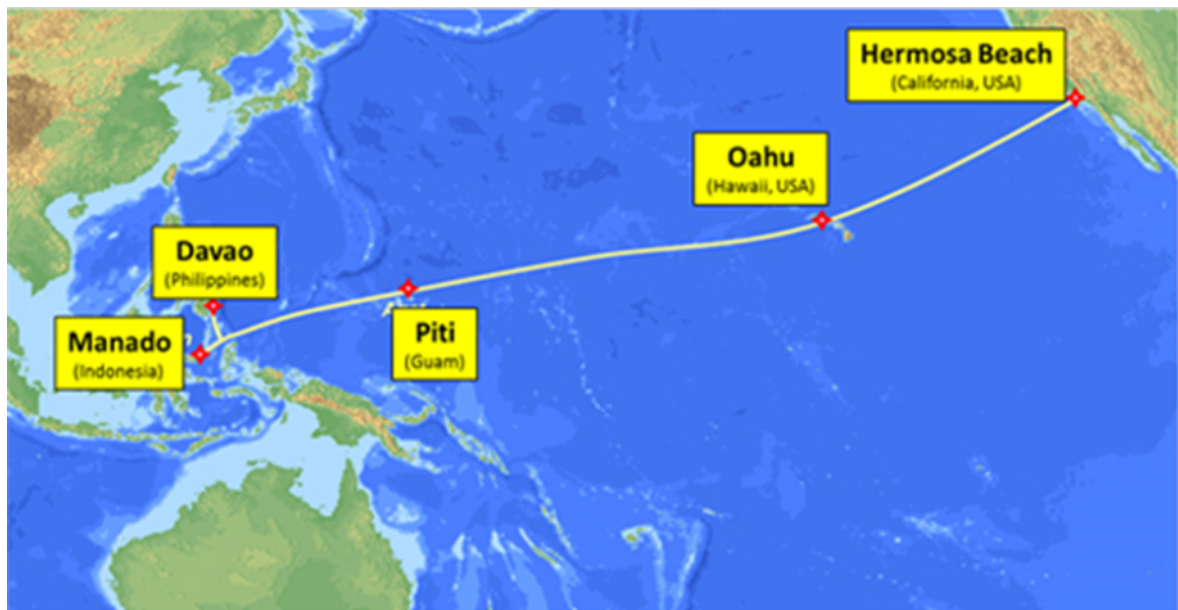 Hermosa Beach
(California, USA)
Oahu
(Hawaii, USA)
Davao
(Philippines)
Manado
(Indonesia)
Piti
(Guam)